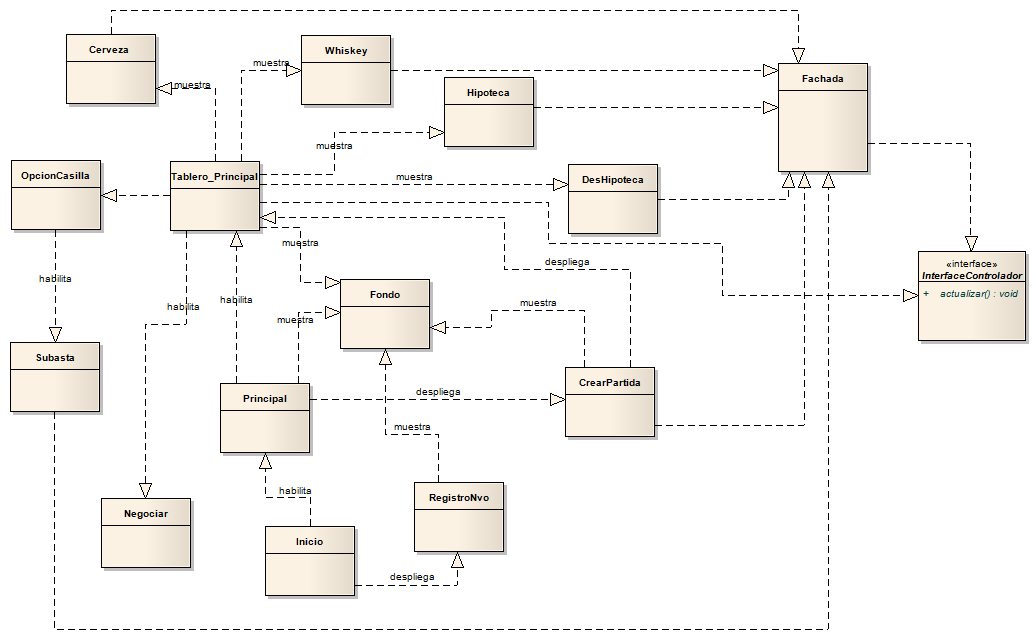 Cerveza
Whiskey
muestra
muestra
Hipoteca
Fachada
muestra
OpcionCasilla
Tablero_Principal
muestra
DesHipoteca
muestra
despliega
«interface»
InterfaceControlador
+ actualizar() : void
habilita
Fondo
habilita
habilita
muestra
muestra
Subasta
Principal
despliega
CrearPartida
muestra
habilita
RegistroNvo
Negociar
Inicio
despliega